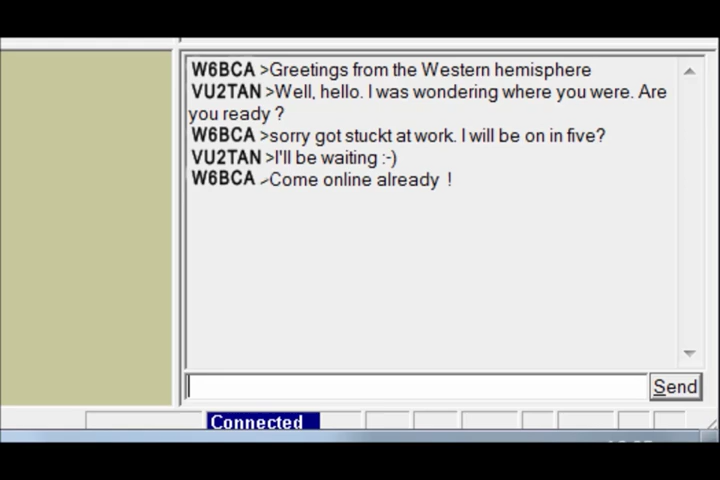 W6BCA >Greetings from the Western hemisphere
VU2TAN >Well, hello. I was wondering where you were. Are
you ready ?
W6BCA >sorry got stuckt at work. I will be on in five?
VU2TAN >I'll be waiting :-)
W6BCA -Come online already !
Send
Connected